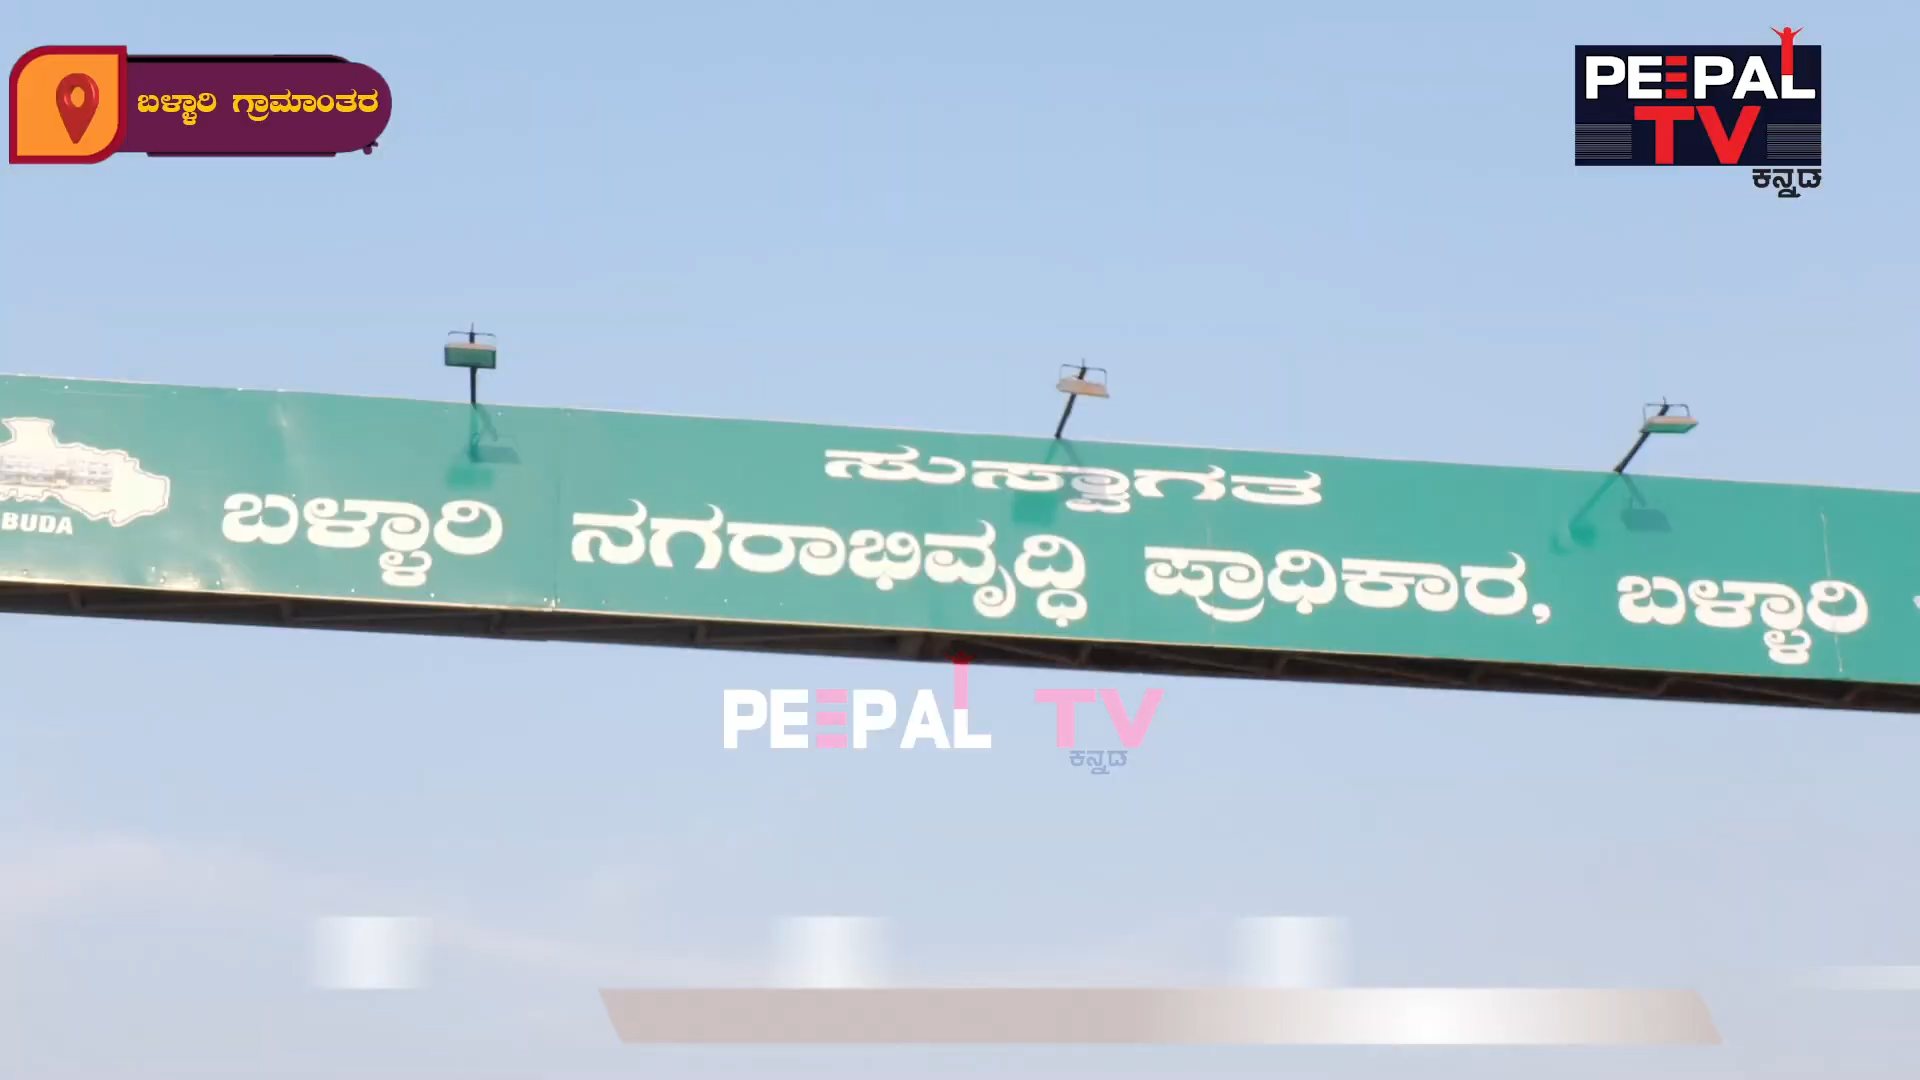 ಬಳ್ಳಾರಿ ಗ್ರಾಮಾಂತರ
PEEPAL
TV
ಕನ್ನಡ
ಸುಸ್ವಾಗತ
ಬಳ್ಳಾರಿ ನಗರಾಭಿವೃದ್ಧಿ ಪ್ರಾಧಿಕಾರ, ಬಳ್ಳಾರಿ
BUDA
PEEPAL TV
ಕನ್ನಡ